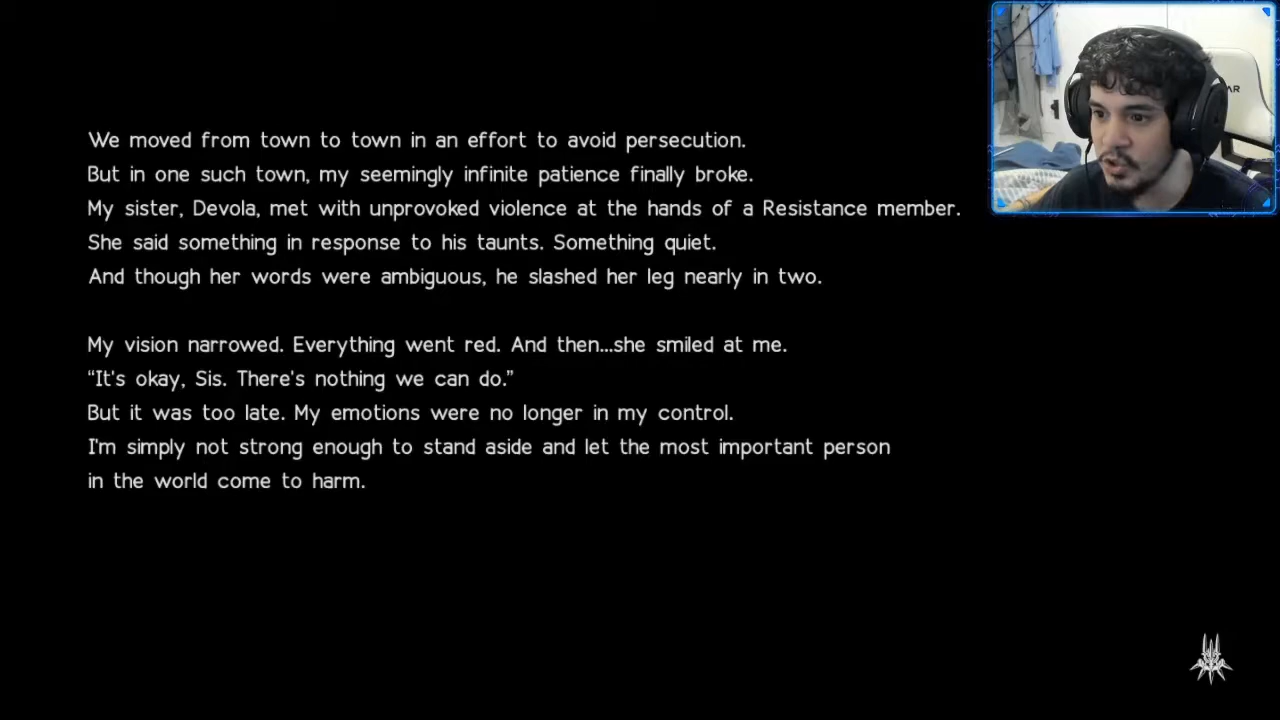 We moved from town to town in an effort to avoid persecution.
But in one such town, my seemingly infinite patience finally broke.
My sister, Devola, met with unprovoked violence at the hands of a Resistance member.
She said something in response to his taunts. Something quiet.
And though her words were ambiguous, he slashed her leg nearly in two.
My vision narrowed. Everything went red. And then...she smiled at me.
“It's okay, Sis. There's nothing we can do.”
But it was too late. My emotions were no longer in my control.
I'm simply not strong enough to stand aside and let the most important person
in the world come to harm.